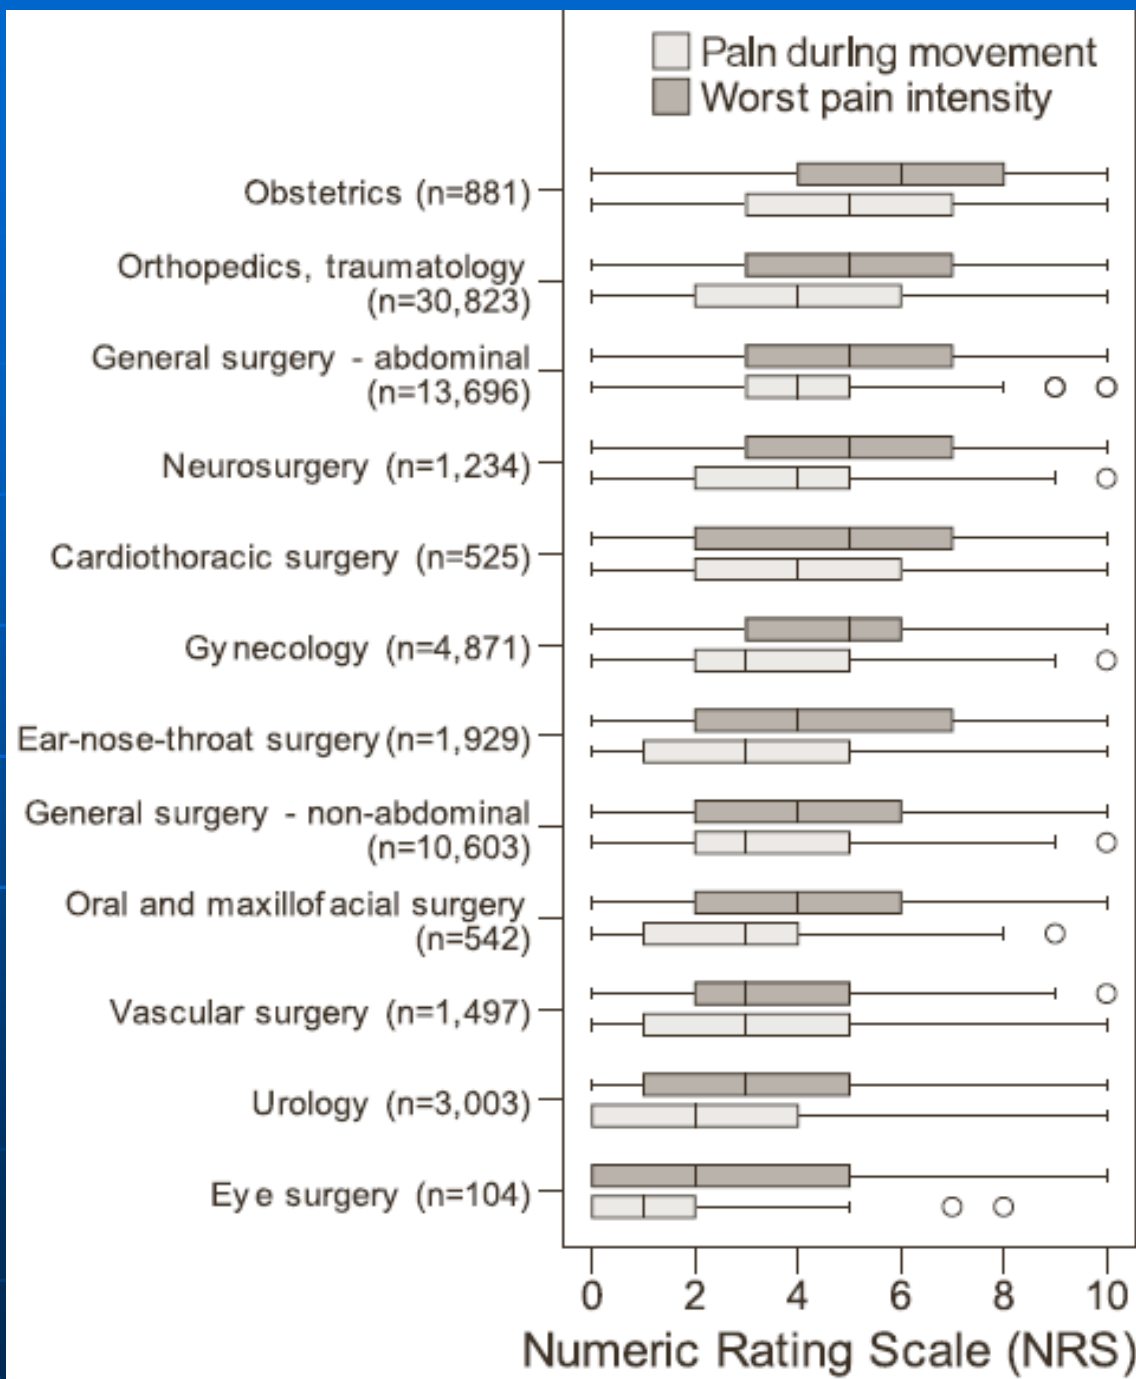 Pain during movement
Worst pain intensity
Obstetrics (n=881)
Orthopedics, traumatology
(n=30,823)
General surgery - abdominal
(n=13,696)
Neurosurgery (n=1,234)
Cardiothoracic surgery (n=525)
Gynecology (n=4,871)
Ear-nose-throat surgery (n=1,929)
General surgery - non-abdominal
(n=10,603)
Oral and maxillofacial surgery
(n=542)
Vascular surgery (n=1,497)
Urology (n=3,003)
Eye surgery (n=104)
0 2 4 6 8 10
Numeric Rating Scale (NRS)